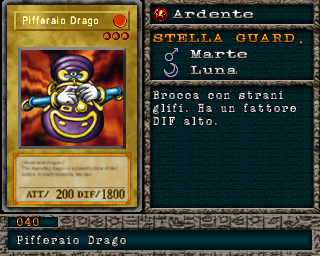 Pifferaio Drago
ATT/ 200 DIF/1800
Ardente
STELLA GUARD.
Marte
Luna
Brocca con strani
glifi. Ha un fattore
DIF alto.
040
Pifferaio Drago